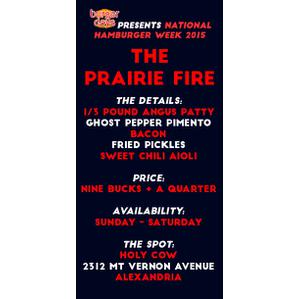 burger days
PRESENTS NATIONAL
HAMBURGER WEEK 2015
THE
PRAIRIE FIRE
THE DETAILS:
1/3 POUND ANGUS PATTY
GHOST PEPPER PIMENTO
BACON
FRIED PICKLES
SWEET CHILI AIOLI
PRICE:
NINE BUCKS + A QUARTER
AVAILABILITY:
SUNDAY - SATURDAY
THE SPOT:
HOLY COW
2312 MT VERNON AVENUE
ALEXANDRIA